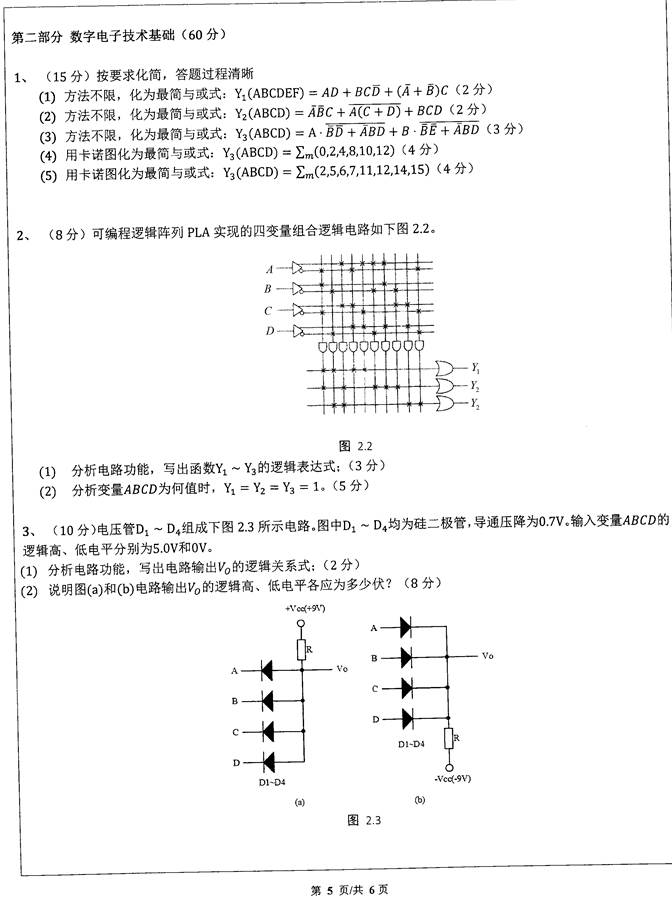 第二部分 数字电子技术基础（60 分）
1、 （15 分）按要求化简，答题过程清晰
(1) 方法不限，化为最简与或式：Y₁(ABCDEF) = AD + BCD̅ + (A̅ + B̅)C（2 分）
(2) 方法不限，化为最简与或式：Y₂(ABCD) = A̅B̅C + \overline{A(C + D)} + BCD（2 分）
(3) 方法不限，化为最简与或式：Y₃(ABCD) = A · \overline{B̅D̅ + A̅BD} + B · \overline{B̅E̅ + A̅BD}（3 分）
(4) 用卡诺图化为最简与或式：Y₃(ABCD) = ∑ₘ(0,2,4,8,10,12)（4 分）
(5) 用卡诺图化为最简与或式：Y₃(ABCD) = ∑ₘ(2,5,6,7,11,12,14,15)（4 分）
2、 （8 分）可编程逻辑阵列 PLA 实现的四变量组合逻辑电路如下图 2.2。
A
B
C
D
Y₁
Y₂
Y₂
图 2.2
(1) 分析电路功能，写出函数Y₁ ~ Y₃的逻辑表达式；（3 分）
(2) 分析变量ABCD为何值时，Y₁ = Y₂ = Y₃ = 1。（5 分）
3、 （10 分）电压管D₁ ~ D₄组成下图 2.3 所示电路。图中D₁ ~ D₄均为硅二极管，导通压降为0.7V。输入变量ABCD的
逻辑高、低电平分别为5.0V和0V。
(1) 分析电路功能，写出电路输出V_O的逻辑关系式；（2 分）
(2) 说明图(a)和(b)电路输出V_O的逻辑高、低电平各应为多少伏？（8 分）
+Vcc(+9V)
R
A
Vo
B
C
D
D1~D4
(a)
A
B
Vo
C
D
D1~D4
R
-Vcc(-9V)
(b)
图 2.3
第 5 页/共 6 页